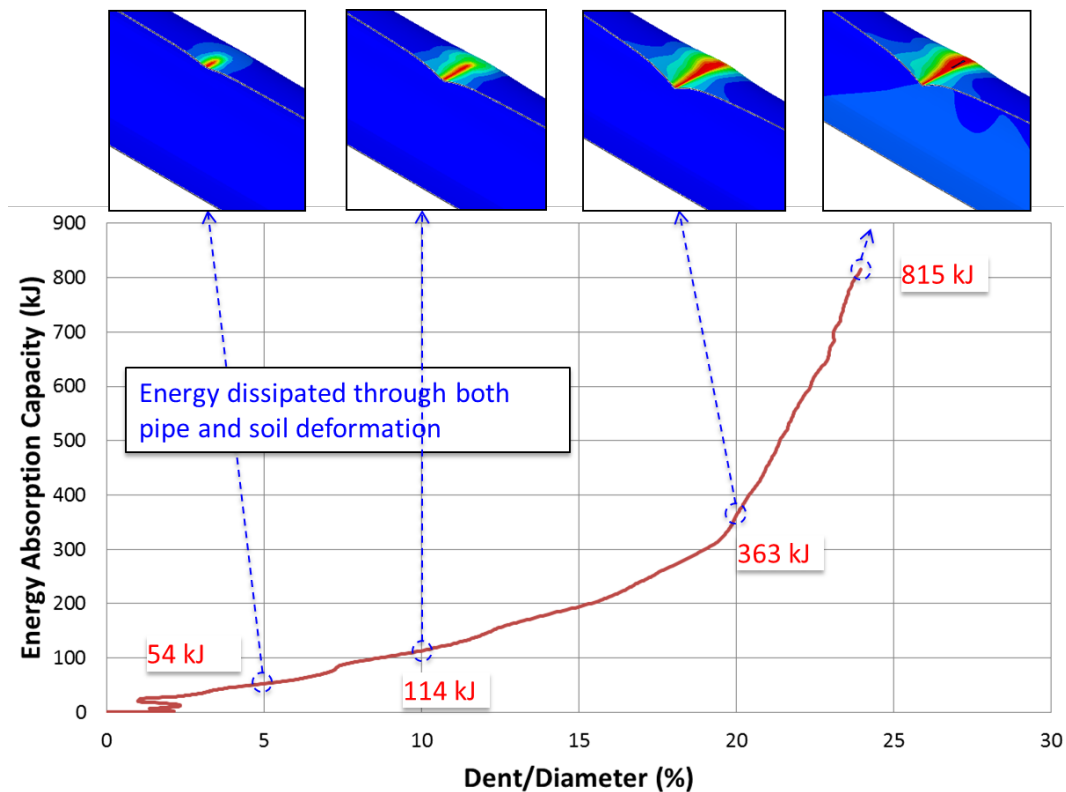 900
800
700
600
500
400
300
200
100
0
Energy Absorption Capacity (kJ)
815 kJ
Energy dissipated through both
pipe and soil deformation
363 kJ
54 kJ
114 kJ
0 5 10 15 20 25 30
Dent/Diameter (%)